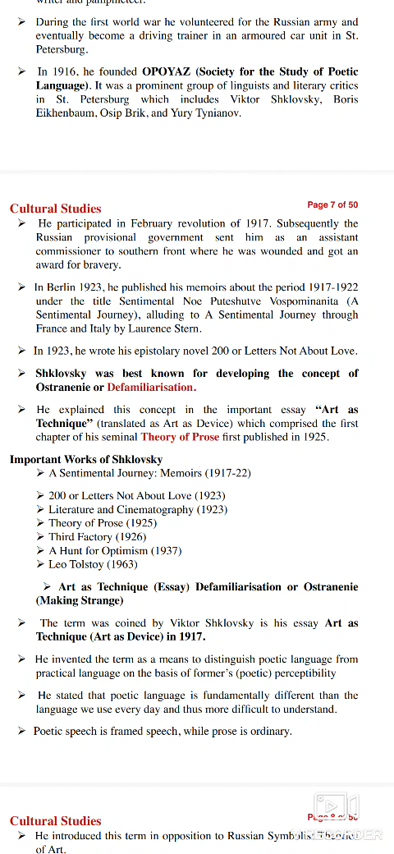 writer and pamphleteer.
➢ During the first world war he volunteered for the Russian army and
eventually become a driving trainer in an armoured car unit in St.
Petersburg.
➢ In 1916, he founded OPOYAZ (Society for the Study of Poetic
Language). It was a prominent group of linguists and literary critics
in St. Petersburg which includes Viktor Shklovsky, Boris
Eikhenbaum, Osip Brik, and Yury Tynianov.
Cultural Studies Page 7 of 50
➢ He participated in February revolution of 1917. Subsequently the
Russian provisional government sent him as an assistant
commissioner to southern front where he was wounded and got an
award for bravery.
➢ In Berlin 1923, he published his memoirs about the period 1917-1922
under the title Sentimental Noe Puteshutve Vospominanita (A
Sentimental Journey), alluding to A Sentimental Journey through
France and Italy by Laurence Stern.
➢ In 1923, he wrote his epistolary novel 200 or Letters Not About Love.
➢ Shklovsky was best known for developing the concept of
Ostranenie or Defamiliarisation.
➢ He explained this concept in the important essay “Art as
Technique” (translated as Art as Device) which comprised the first
chapter of his seminal Theory of Prose first published in 1925.
Important Works of Shklovsky
➢ A Sentimental Journey: Memoirs (1917-22)
➢ 200 or Letters Not About Love (1923)
➢ Literature and Cinematography (1923)
➢ Theory of Prose (1925)
➢ Third Factory (1926)
➢ A Hunt for Optimism (1937)
➢ Leo Tolstoy (1963)
➢ Art as Technique (Essay) Defamiliarisation or Ostranenie
(Making Strange)
➢ The term was coined by Viktor Shklovsky is his essay Art as
Technique (Art as Device) in 1917.
➢ He invented the term as a means to distinguish poetic language from
practical language on the basis of former’s (poetic) perceptibility
➢ He stated that poetic language is fundamentally different than the
language we use every day and thus more difficult to understand.
➢ Poetic speech is framed speech, while prose is ordinary.
Cultural Studies Page 8 of 50
➢ He introduced this term in opposition to Russian Symbolist Theories
of Art.